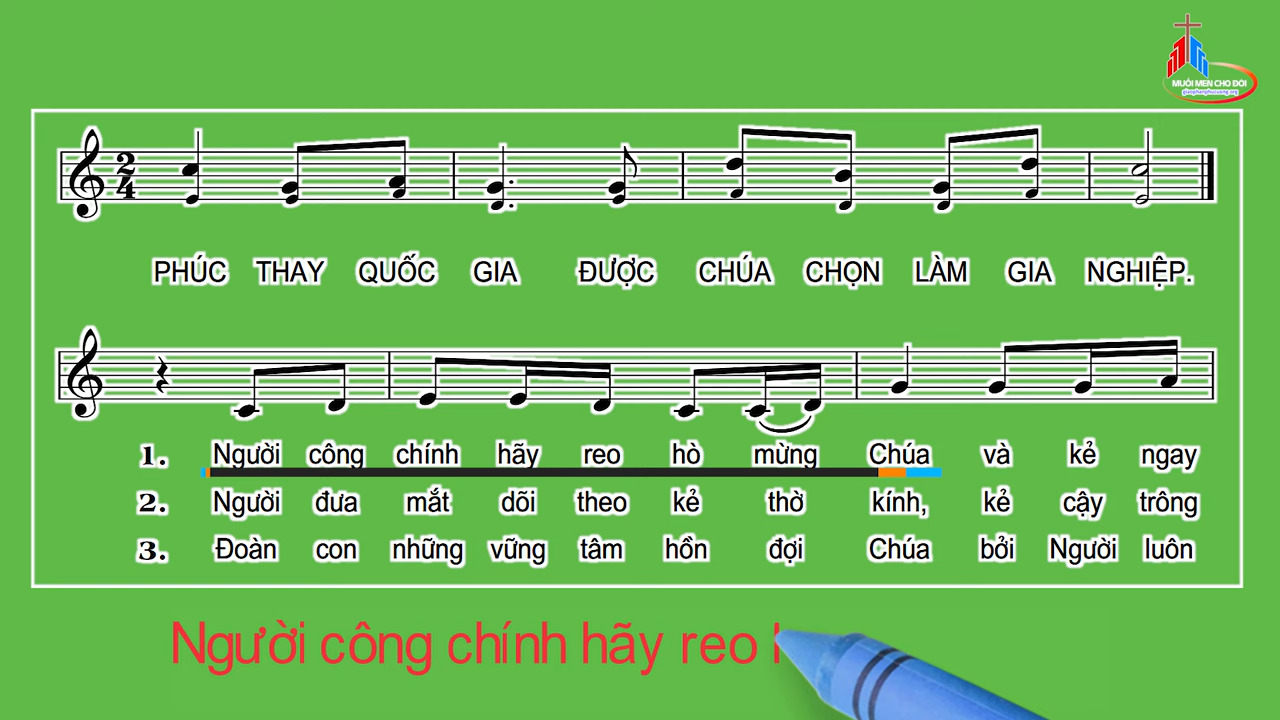 MUỐI MEN CHO ĐỜI
giaophanphucuong.org
PHÚC THAY QUỐC GIA ĐƯỢC CHÚA CHỌN LÀM GIA NGHIỆP.
1. Người công chính hãy reo hò mừng Chúa và kẻ ngay
2. Người đưa mắt dõi theo kẻ thờ kính, kẻ cậy trông
3. Đoàn con những vững tâm hồn đợi Chúa bởi Người luôn
Người công chính hãy reo